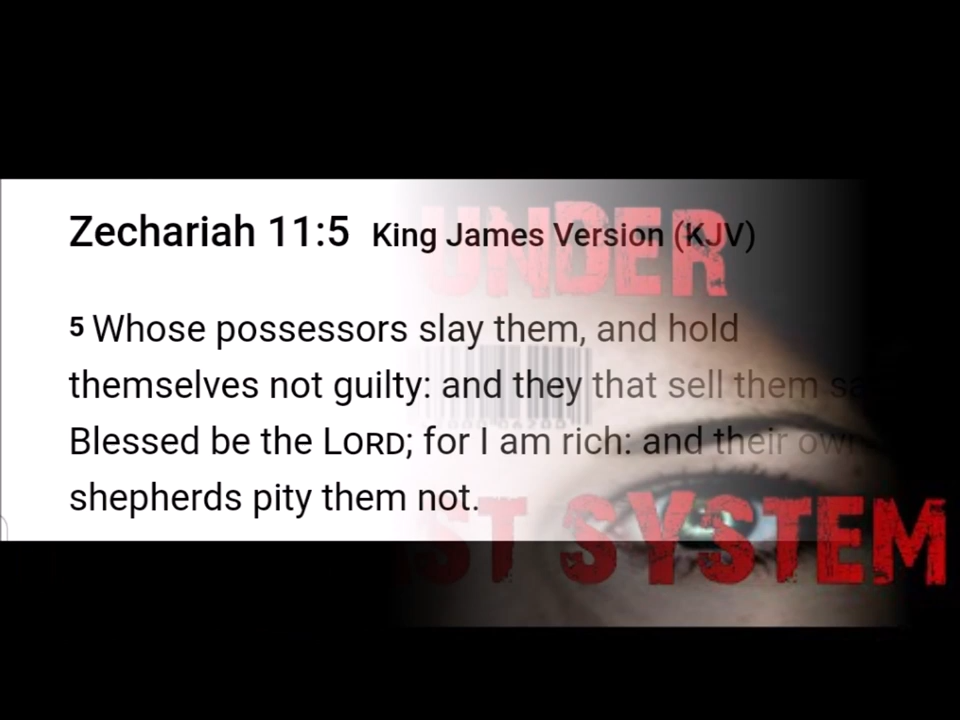 UNDER
Zechariah 11:5 King James Version (KJV)
5 Whose possessors slay them, and hold
themselves not guilty: and they that sell them
Blessed be the LORD; for I am rich: and their
shepherds pity them not.
SYSTEM